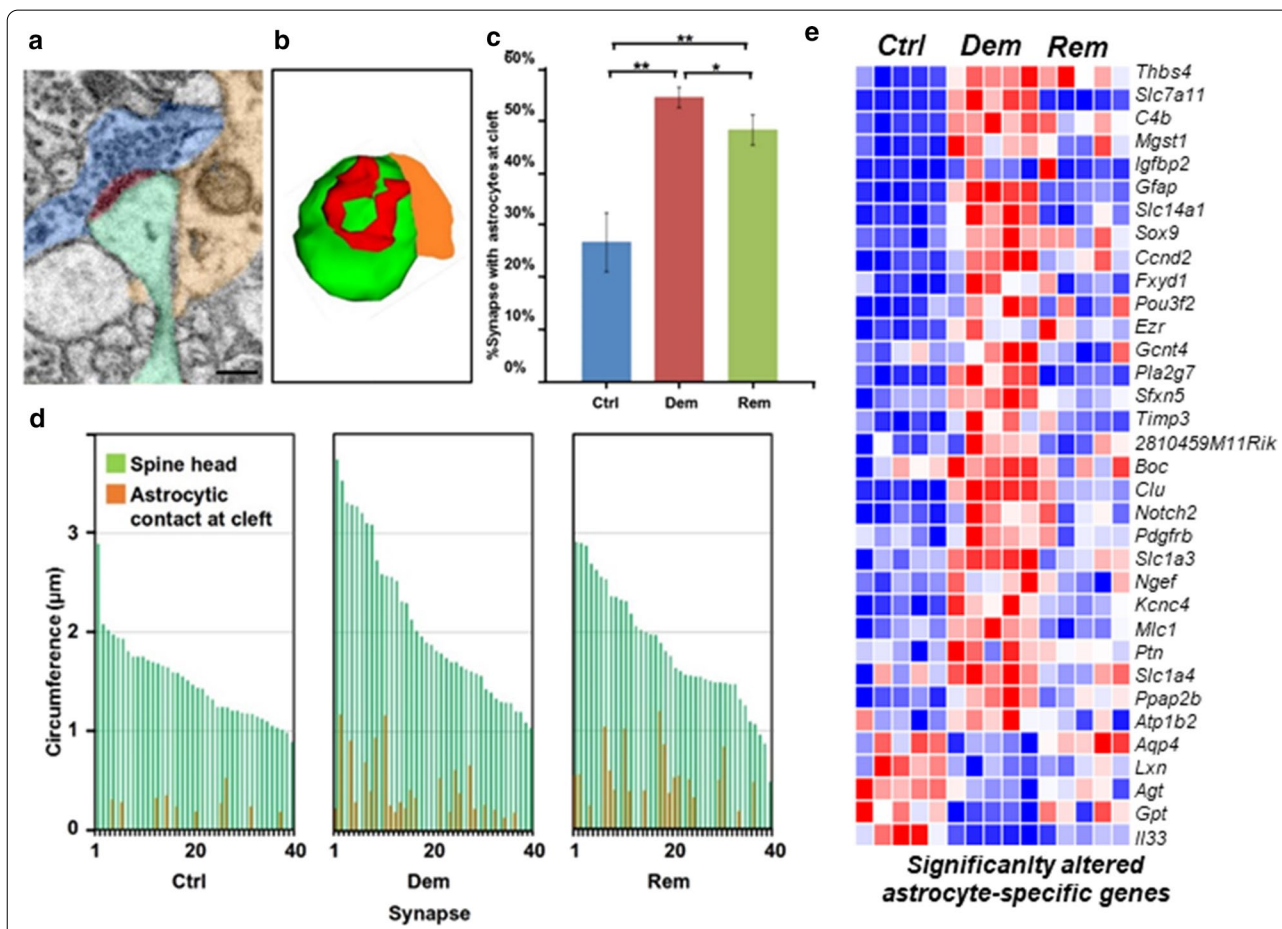 a
b
c
**
**
*
%Synapse with astrocytes at cleft
60%
50%
40%
30%
20%
10%
0%
Ctrl
Dem
Rem
d
Spine head
Astrocytic
contact at cleft
Circumference (µm)
3
2
1
0
1
40
Ctrl
1
20
40
Dem
1
20
40
Rem
Synapse
e
Ctrl Dem Rem
Thbs4
Slc7a11
C4b
Mgst1
Igfbp2
Gfap
Slc14a1
Sox9
Ccnd2
Fxyd1
Pou3f2
Ezr
Gcnt4
Pla2g7
Sfxn5
Timp3
2810459M11Rik
Boc
Clu
Notch2
Pdgfrb
Slc1a3
Ngef
Kcnc4
Mlc1
Ptn
Slc1a4
Ppap2b
Atp1b2
Aqp4
Lxn
Agt
Gpt
Il33
Significanlty altered
astrocyte-specific genes